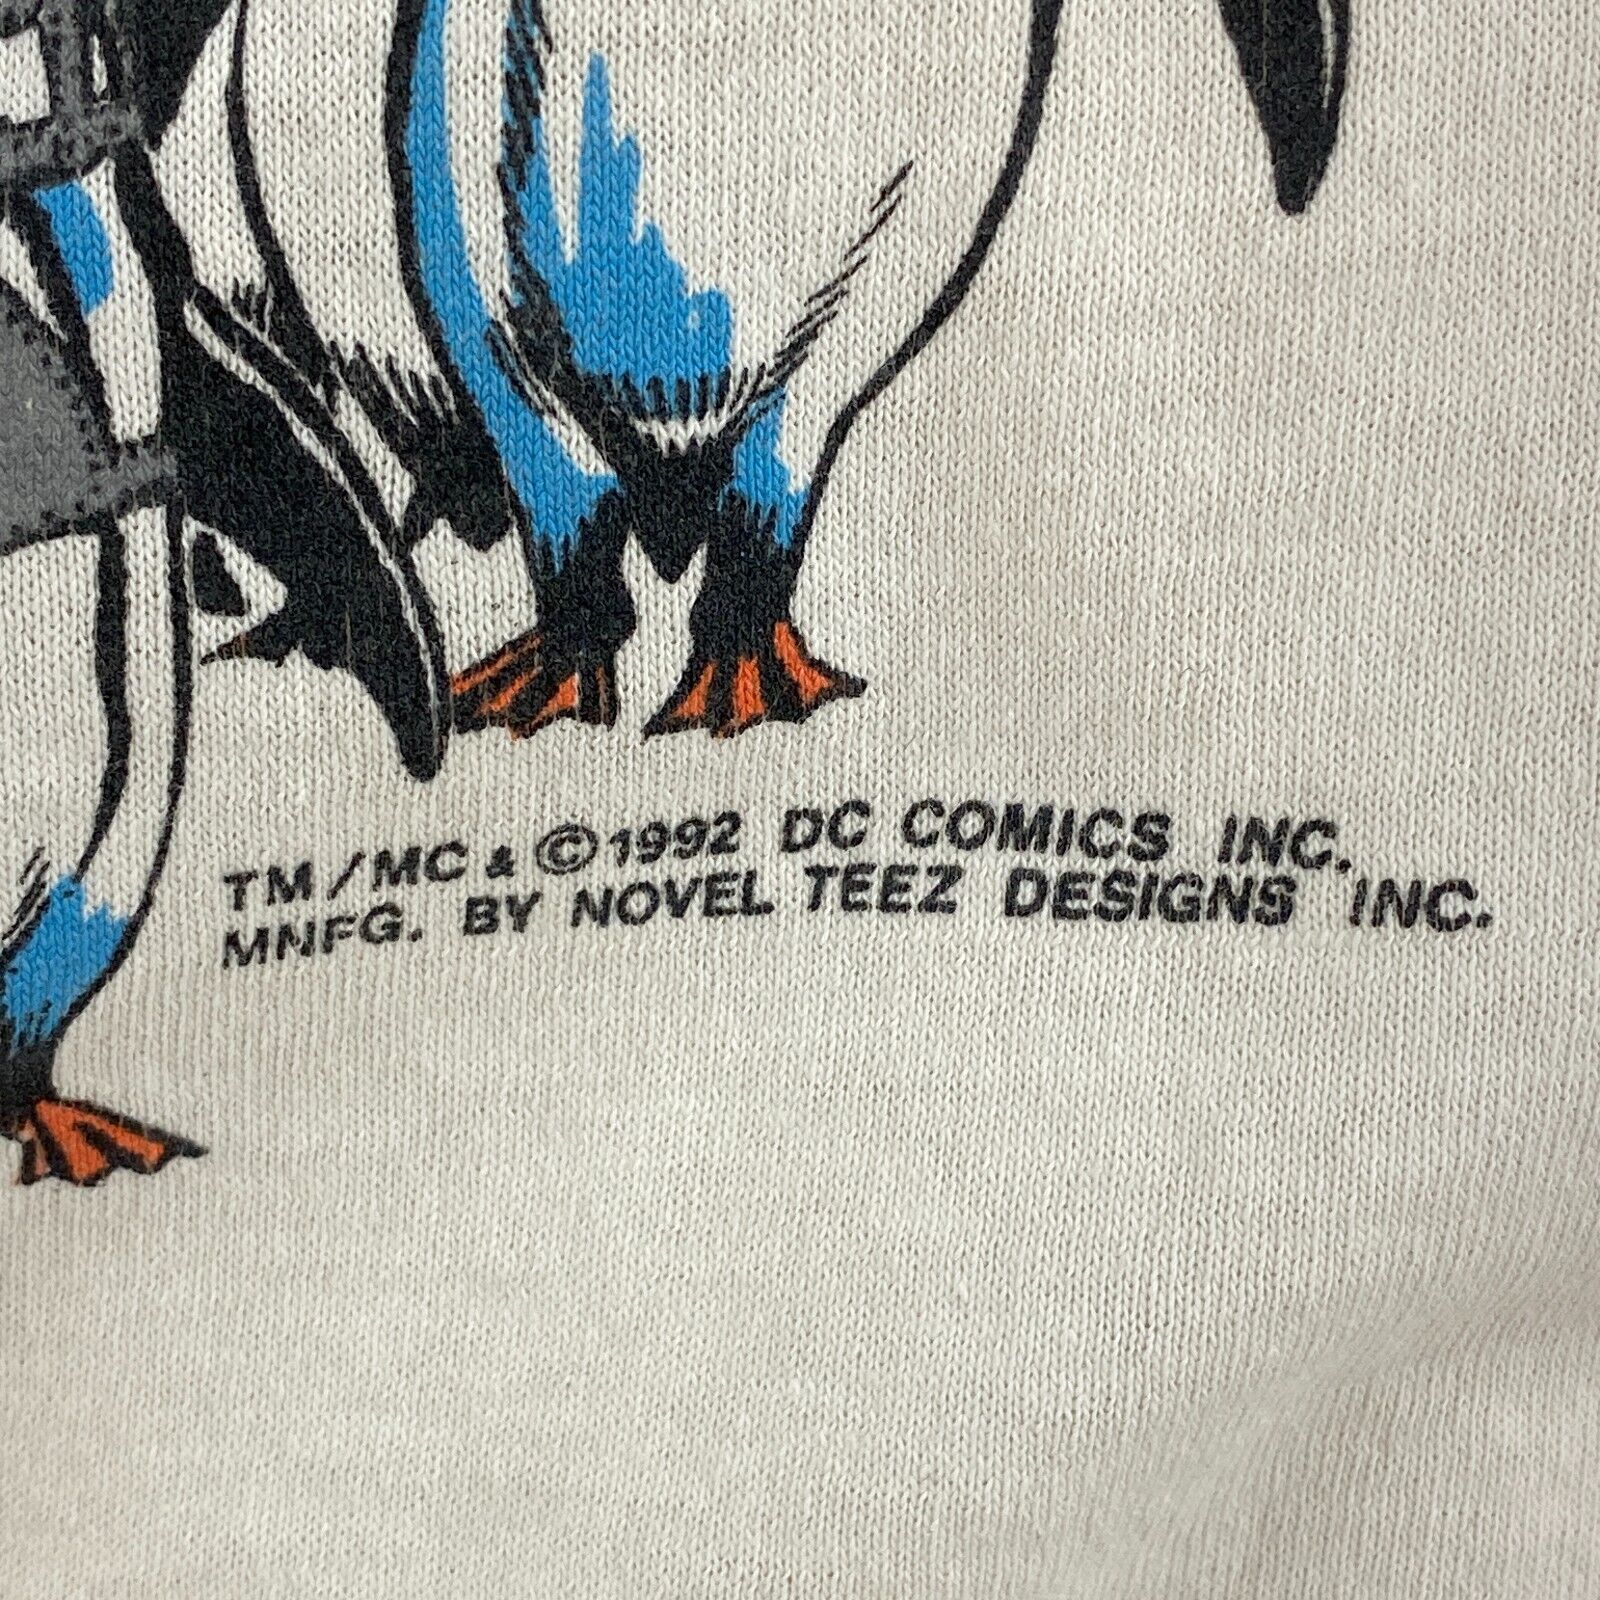 TM/MC & ©1992 DC COMICS INC.
MNFG. BY NOVEL TEEZ DESIGNS INC.